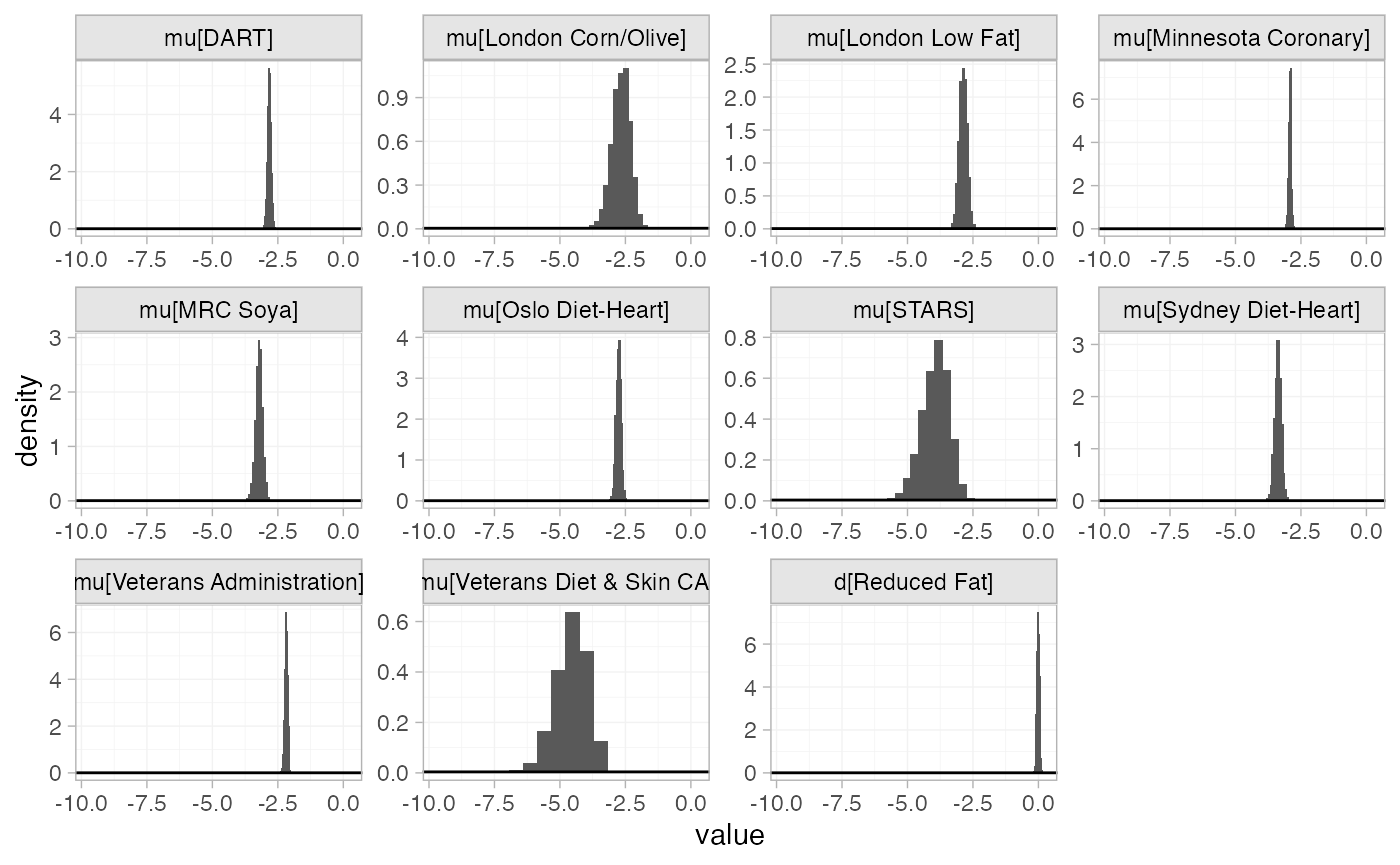 mu[DART]
mu[London Corn/Olive]
mu[London Low Fat]
mu[Minnesota Coronary]
4
2
0
0.9
0.6
0.3
0.0
2.5
2.0
1.5
1.0
0.5
0.0
6
4
2
0
-10.0 -7.5 -5.0 -2.5 0.0
-10.0 -7.5 -5.0 -2.5 0.0
-10.0 -7.5 -5.0 -2.5 0.0
-10.0 -7.5 -5.0 -2.5 0.0
density
mu[MRC Soya]
mu[Oslo Diet-Heart]
mu[STARS]
mu[Sydney Diet-Heart]
3
2
1
0
4
3
2
1
0
0.8
0.6
0.4
0.2
0.0
3
2
1
0
-10.0 -7.5 -5.0 -2.5 0.0
-10.0 -7.5 -5.0 -2.5 0.0
-10.0 -7.5 -5.0 -2.5 0.0
-10.0 -7.5 -5.0 -2.5 0.0
mu[Veterans Administration]
mu[Veterans Diet & Skin CA
d[Reduced Fat]
6
4
2
0
0.6
0.4
0.2
0.0
6
4
2
0
-10.0 -7.5 -5.0 -2.5 0.0
-10.0 -7.5 -5.0 -2.5 0.0
-10.0 -7.5 -5.0 -2.5 0.0
value